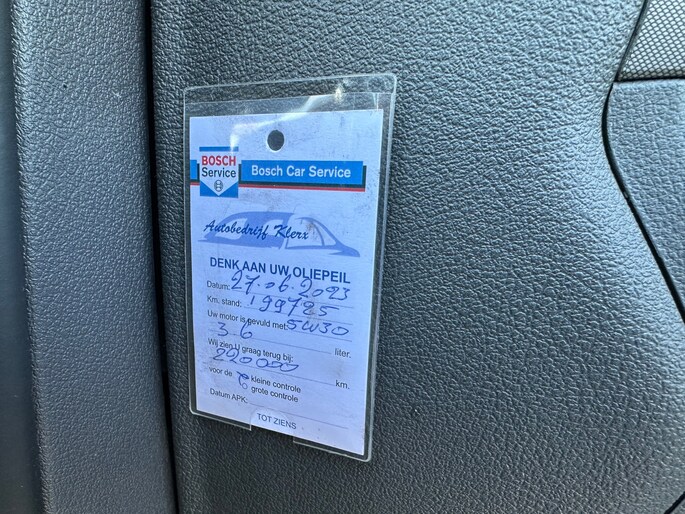 BOSCH
Service
Bosch Car Service
Autobedrijf Klerx
DENK AAN UW OLIEPEIL
Datum: 27.06.2023
Km. stand: 199785
Uw motor is gevuld met: 5W30
3.6 liter.
Wij zien U graag terug bij:
220000 km.
voor de kleine controle
grote controle
Datum APK:
TOT ZIENS